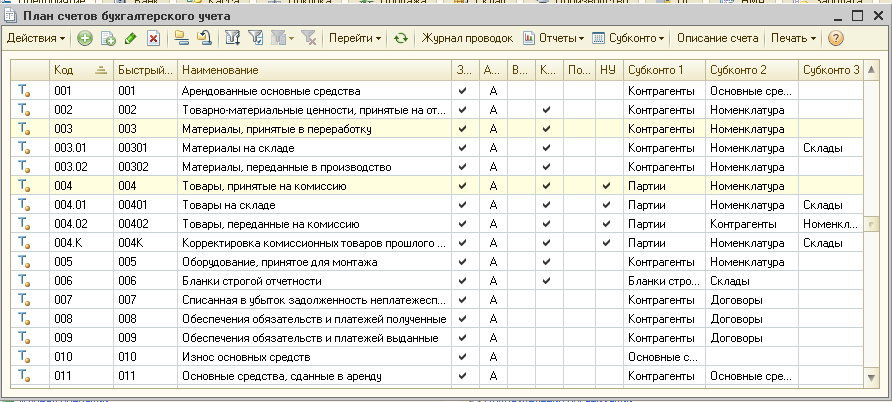 План счетов бухгалтерского учета
Действия Перейти Журнал проводок Отчеты Субконто Описание счета Печать ?
Код Быстрый... Наименование З... А... В... К... По... НУ Субконто 1 Субконто 2 Субконто 3
001 001 Арендованные основные средства А Контрагенты Основные сре...
002 002 Товарно-материальные ценности, принятые на от... А Контрагенты Номенклатура
003 003 Материалы, принятые в переработку А Контрагенты Номенклатура
003.01 00301 Материалы на складе А Контрагенты Номенклатура Склады
003.02 00302 Материалы, переданные в производство А Контрагенты Номенклатура
004 004 Товары, принятые на комиссию А Партии Номенклатура
004.01 00401 Товары на складе А Партии Номенклатура Склады
004.02 00402 Товары, переданные на комиссию А Партии Контрагенты Номенкл...
004.К 004К Корректировка комиссионных товаров прошлого ... А Партии Номенклатура Склады
005 005 Оборудование, принятое для монтажа А Контрагенты Номенклатура
006 006 Бланки строгой отчетности А Бланки стро... Склады
007 007 Списанная в убыток задолженность неплатежесп... А Контрагенты Договоры
008 008 Обеспечения обязательств и платежей полученные А Контрагенты Договоры
009 009 Обеспечения обязательств и платежей выданные А Контрагенты Договоры
010 010 Износ основных средств А Основные с...
011 011 Основные средства, сданные в аренду А Контрагенты Основные сре...